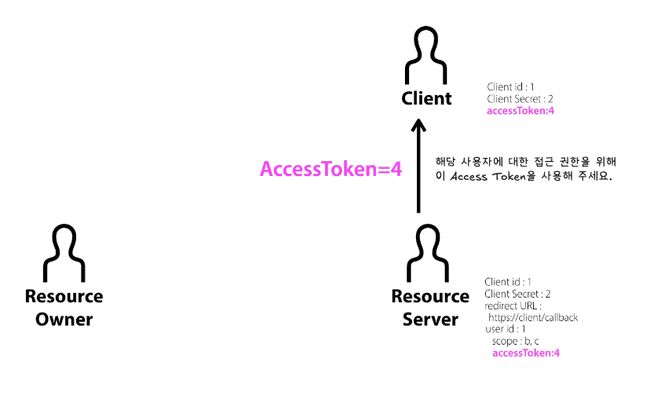 Client
Client id : 1
Client Secret : 2
accessToken:4
AccessToken=4
해당 사용자에 대한 접근 권한을 위해
이 Access Token을 사용해 주세요.
Resource
Owner
Resource
Server
Client id : 1
Client Secret : 2
redirect URL :
https://client/callback
user id : 1
scope : b, c
accessToken:4